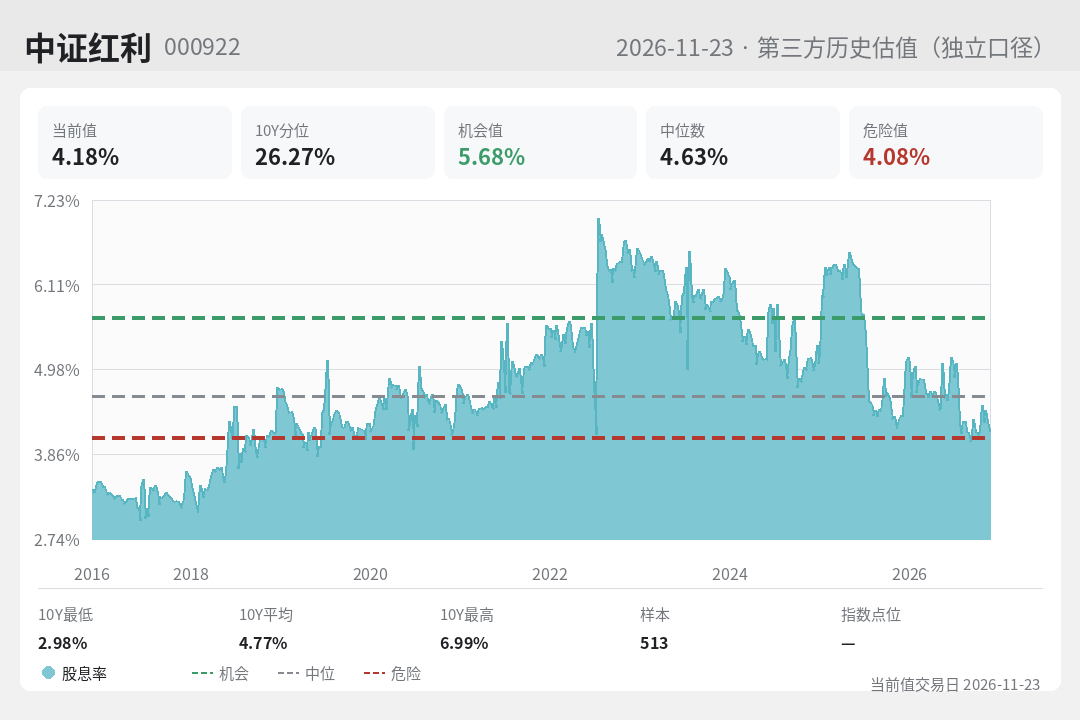 中证红利 000922 2026-11-23 · 第三方历史估值（独立口径）
当前值 10Y分位 机会值 中位数 危险值
4.18% 26.27% 5.68% 4.63% 4.08%
7.23%
6.11%
4.98%
3.86%
2.74%
2016 2018 2020 2022 2024 2026
10Y最低 10Y平均 10Y最高 样本 指数点位
2.98% 4.77% 6.99% 513 —
股息率 机会 中位 危险
当前值交易日 2026-11-23